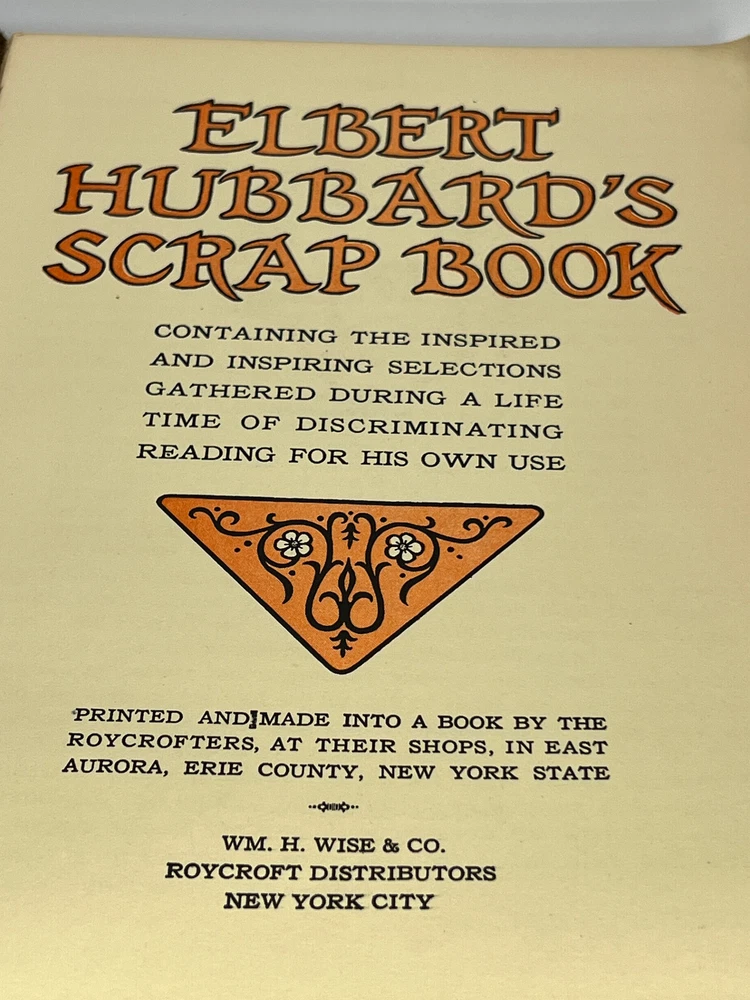 ELBERT
HUBBARD'S
SCRAP BOOK
CONTAINING THE INSPIRED
AND INSPIRING SELECTIONS
GATHERED DURING A LIFE
TIME OF DISCRIMINATING
READING FOR HIS OWN USE
PRINTED AND MADE INTO A BOOK BY THE
ROYCROFTERS, AT THEIR SHOPS, IN EAST
AURORA, ERIE COUNTY, NEW YORK STATE
WM. H. WISE & CO.
ROYCROFT DISTRIBUTORS
NEW YORK CITY